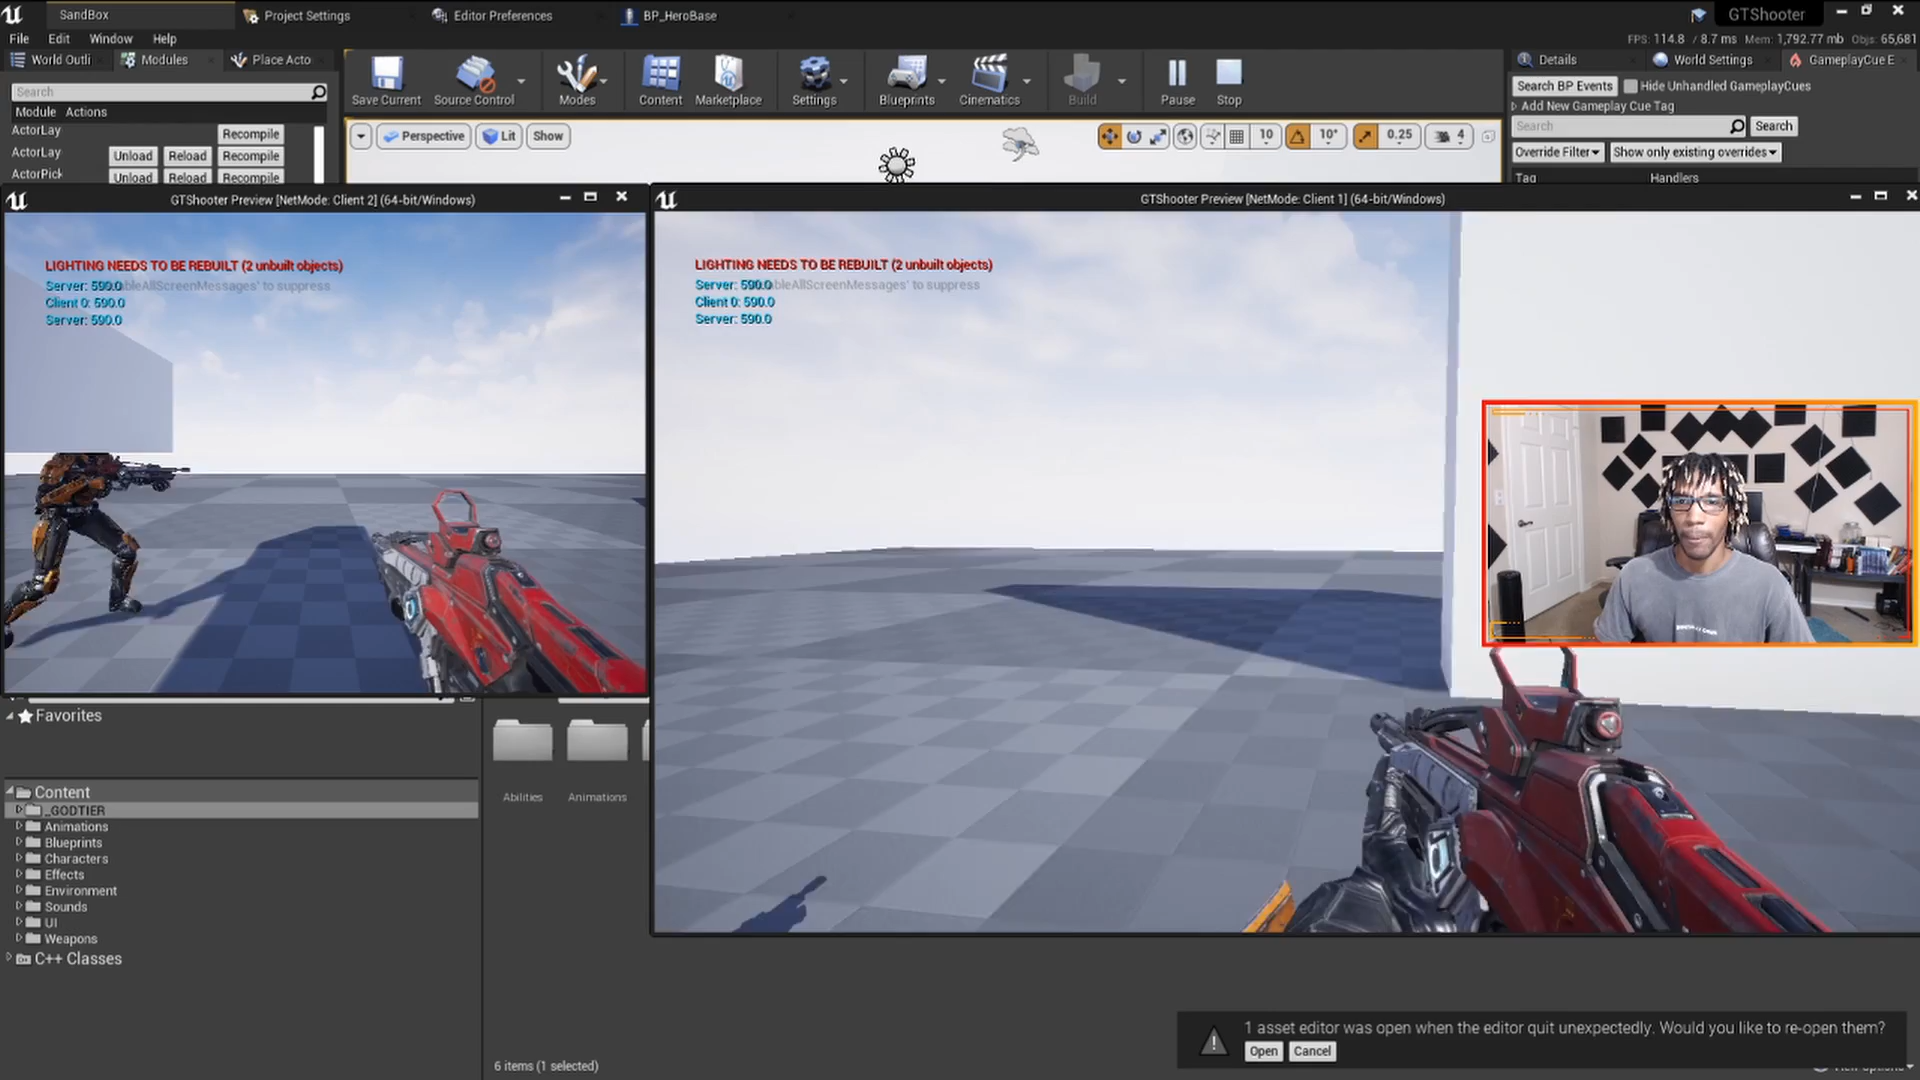 SandBox
Project Settings
Editor Preferences
BP_HeroBase
GTShooter
File Edit Window Help
FPS: 114.8 / 8.7 ms Mem: 1,792.77 mb Objs: 65,681
World Outli
Modules
Place Acto
Save Current
Source Control
Modes
Content
Marketplace
Settings
Blueprints
Cinematics
Build
Pause
Stop
Details
World Settings
GameplayCue E
Search
Module Actions
ActorLay Recompile
ActorLay Unload Reload Recompile
ActorPick Unload Reload Recompile
Perspective
Lit
Show
10
10°
0.25
4
Search BP Events
Hide Unhandled GameplayCues
Add New Gameplay Cue Tag
Search
Search
Override Filter
Show only existing overrides
Tag Handlers
GTShooter Preview [NetMode: Client 2] (64-bit/Windows)
LIGHTING NEEDS TO BE REBUILT (2 unbuilt objects)
Server: 590.0 bleAllScreenMessages' to suppress
Client 0: 590.0
Server: 590.0
GTShooter Preview [NetMode: Client 1] (64-bit/Windows)
LIGHTING NEEDS TO BE REBUILT (2 unbuilt objects)
Server: 590.0 ableAllScreenMessages' to suppress
Client 0: 590.0
Server: 590.0
Favorites
Content
_GODTIER
Animations
Blueprints
Characters
Effects
Environment
Sounds
UI
Weapons
C++ Classes
Abilities
Animations
6 items (1 selected)
1 asset editor was open when the editor quit unexpectedly. Would you like to re-open them?
Open Cancel